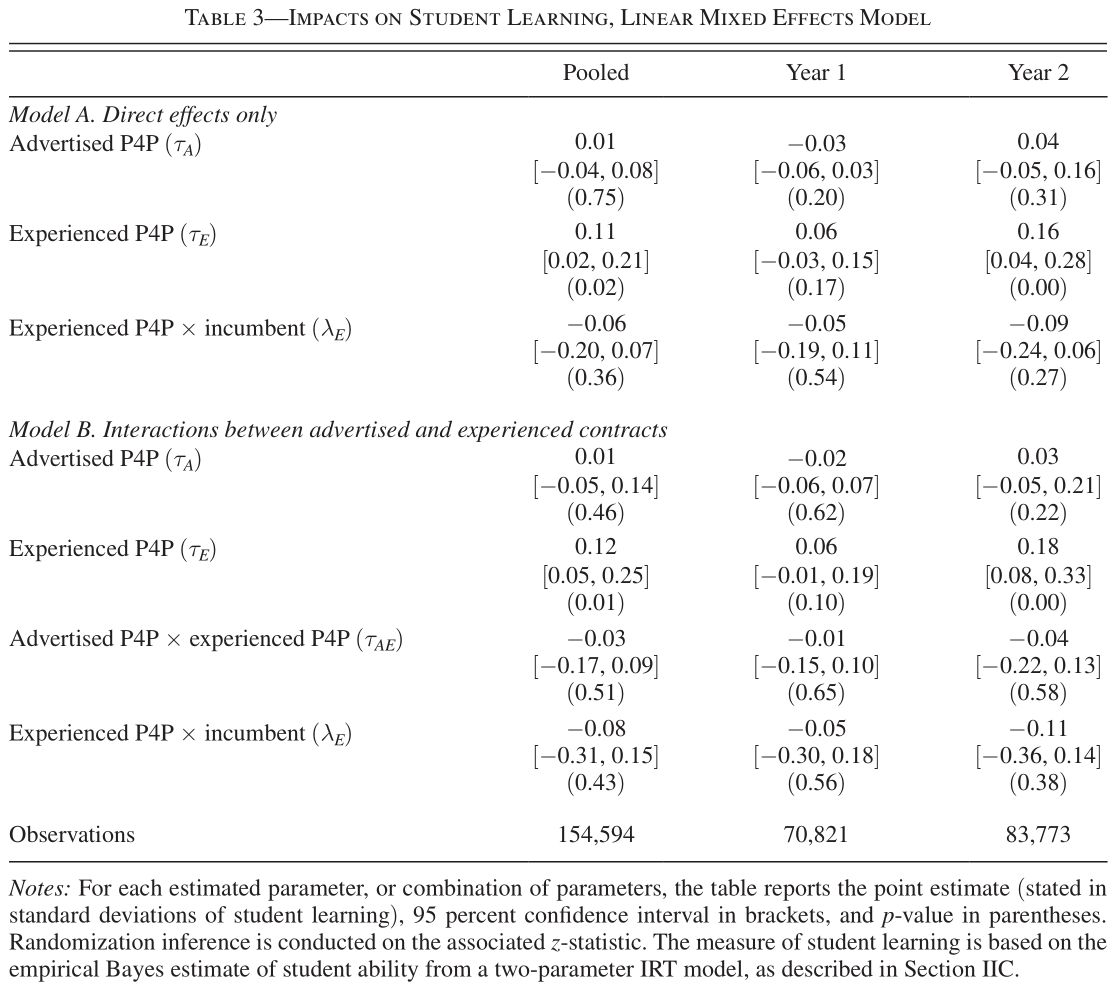 TABLE 3—IMPACTS ON STUDENT LEARNING, LINEAR MIXED EFFECTS MODEL
Pooled Year 1 Year 2
Model A. Direct effects only
Advertised P4P (τA) 0.01 −0.03 0.04
[−0.04, 0.08] [−0.06, 0.03] [−0.05, 0.16]
(0.75) (0.20) (0.31)
Experienced P4P (τE) 0.11 0.06 0.16
[0.02, 0.21] [−0.03, 0.15] [0.04, 0.28]
(0.02) (0.17) (0.00)
Experienced P4P × incumbent (λE) −0.06 −0.05 −0.09
[−0.20, 0.07] [−0.19, 0.11] [−0.24, 0.06]
(0.36) (0.54) (0.27)
Model B. Interactions between advertised and experienced contracts
Advertised P4P (τA) 0.01 −0.02 0.03
[−0.05, 0.14] [−0.06, 0.07] [−0.05, 0.21]
(0.46) (0.62) (0.22)
Experienced P4P (τE) 0.12 0.06 0.18
[0.05, 0.25] [−0.01, 0.19] [0.08, 0.33]
(0.01) (0.10) (0.00)
Advertised P4P × experienced P4P (τAE) −0.03 −0.01 −0.04
[−0.17, 0.09] [−0.15, 0.10] [−0.22, 0.13]
(0.51) (0.65) (0.58)
Experienced P4P × incumbent (λE) −0.08 −0.05 −0.11
[−0.31, 0.15] [−0.30, 0.18] [−0.36, 0.14]
(0.43) (0.56) (0.38)
Observations 154,594 70,821 83,773
Notes: For each estimated parameter, or combination of parameters, the table reports the point estimate (stated in
standard deviations of student learning), 95 percent confidence interval in brackets, and p-value in parentheses.
Randomization inference is conducted on the associated z-statistic. The measure of student learning is based on the
empirical Bayes estimate of student ability from a two-parameter IRT model, as described in Section IIC.